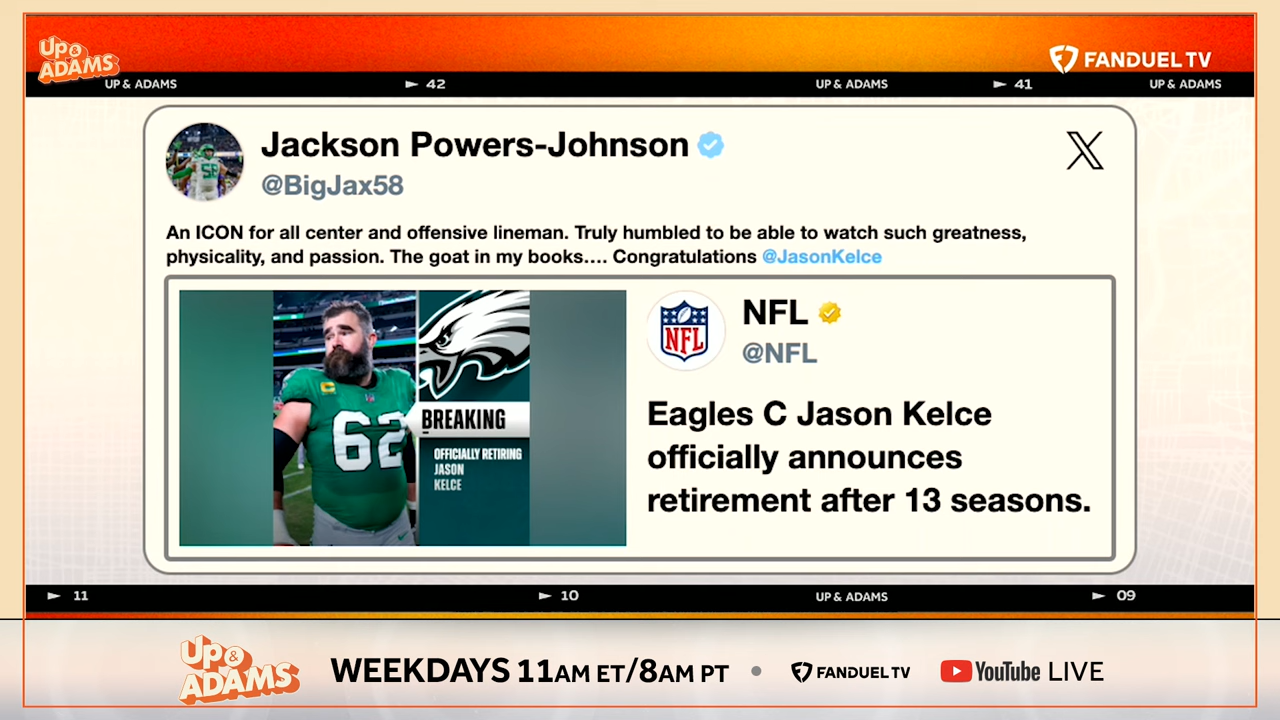 Up &
ADAMS
FANDUEL TV
UP & ADAMS
42
UP & ADAMS
41
UP & ADAMS
Jackson Powers-Johnson
@BigJax58
An ICON for all center and offensive lineman. Truly humbled to be able to watch such greatness,
physicality, and passion. The goat in my books.... Congratulations @JasonKelce
62
BREAKING
OFFICIALLY RETIRING
JASON
KELCE
NFL
NFL
@NFL
Eagles C Jason Kelce
officially announces
retirement after 13 seasons.
11
10
UP & ADAMS
09
Up &
ADAMS
WEEKDAYS 11AM ET/8AM PT • FANDUEL TV YouTube LIVE